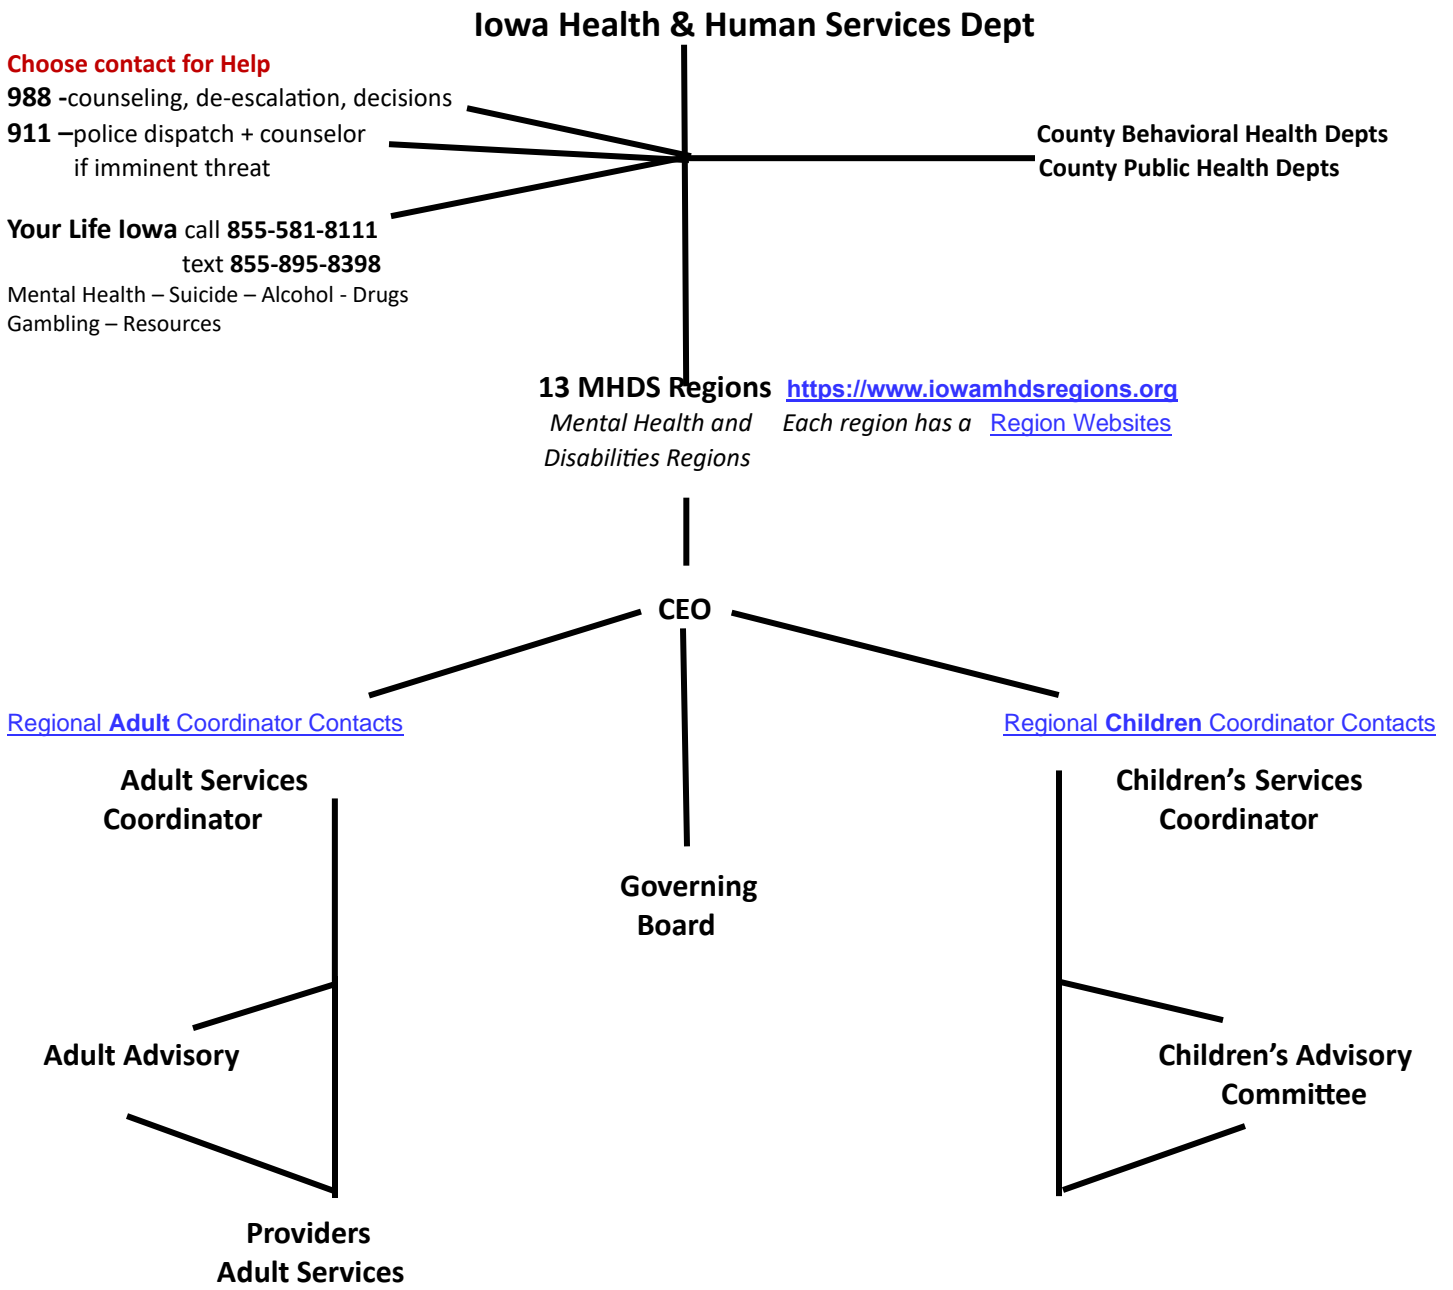 Iowa Health & Human Services Dept
Choose contact for Help
988 -counseling, de-escalation, decisions
911 –police dispatch + counselor
if imminent threat
County Behavioral Health Depts
County Public Health Depts
Your Life Iowa call 855-581-8111
text 855-895-8398
Mental Health – Suicide – Alcohol - Drugs
Gambling – Resources
13 MHDS Regions https://www.iowamhdsregions.org
Mental Health and Each region has a Region Websites
Disabilities Regions
CEO
Regional Adult Coordinator Contacts
Regional Children Coordinator Contacts
Adult Services
Coordinator
Children’s Services
Coordinator
Governing
Board
Adult Advisory
Children’s Advisory
Committee
Providers
Adult Services